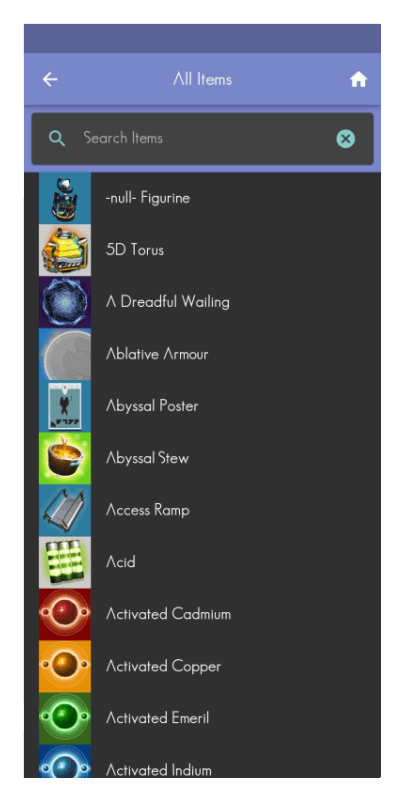 All Items
Search Items
-null- Figurine
5D Torus
A Dreadful Wailing
Ablative Armour
Abyssal Poster
Abyssal Stew
Access Ramp
Acid
Activated Cadmium
Activated Copper
Activated Emeril
Activated Indium